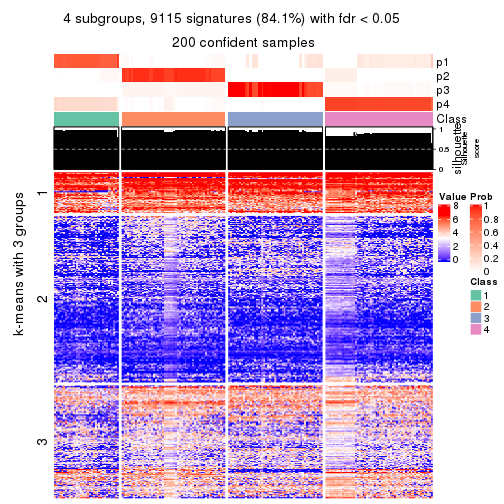 4 subgroups, 9115 signatures (84.1%) with fdr < 0.05
200 confident samples
p1
p2
p3
p4
Class
silhouette
Silhouette
score
1
0.5
0
k-means with 3 groups
1
2
3
Value
8
6
4
2
0
Prob
1
0.8
0.6
0.4
0.2
0
Class
1
2
3
4